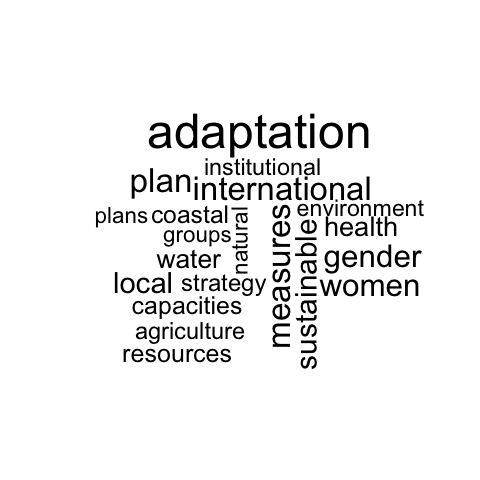 adaptation
institutional
plan international
plans coastal natural measures environment
groups sustainable health
water gender
local strategy women
capacities
agriculture
resources